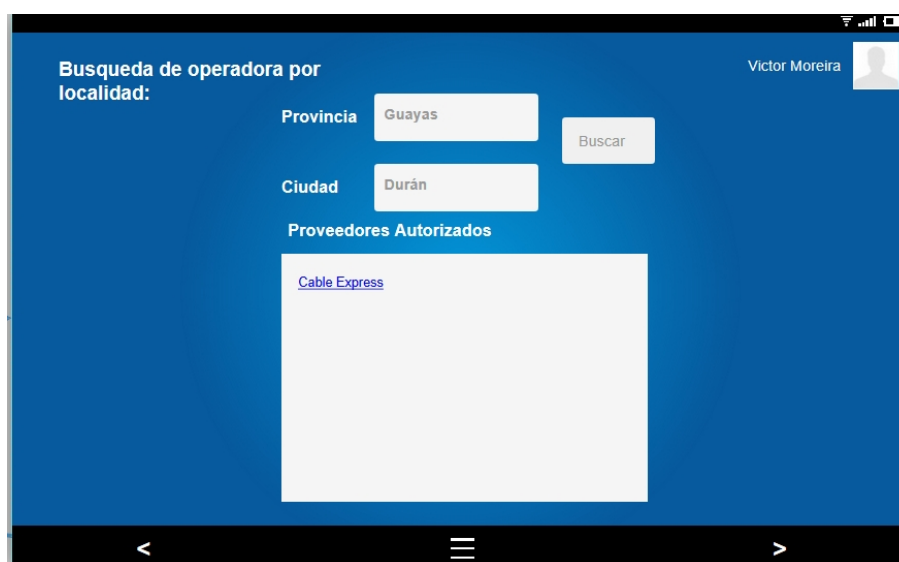 Busqueda de operadora por
localidad:
Victor Moreira
Provincia
Guayas
Buscar
Ciudad
Durán
Proveedores Autorizados
Cable Express
<
>